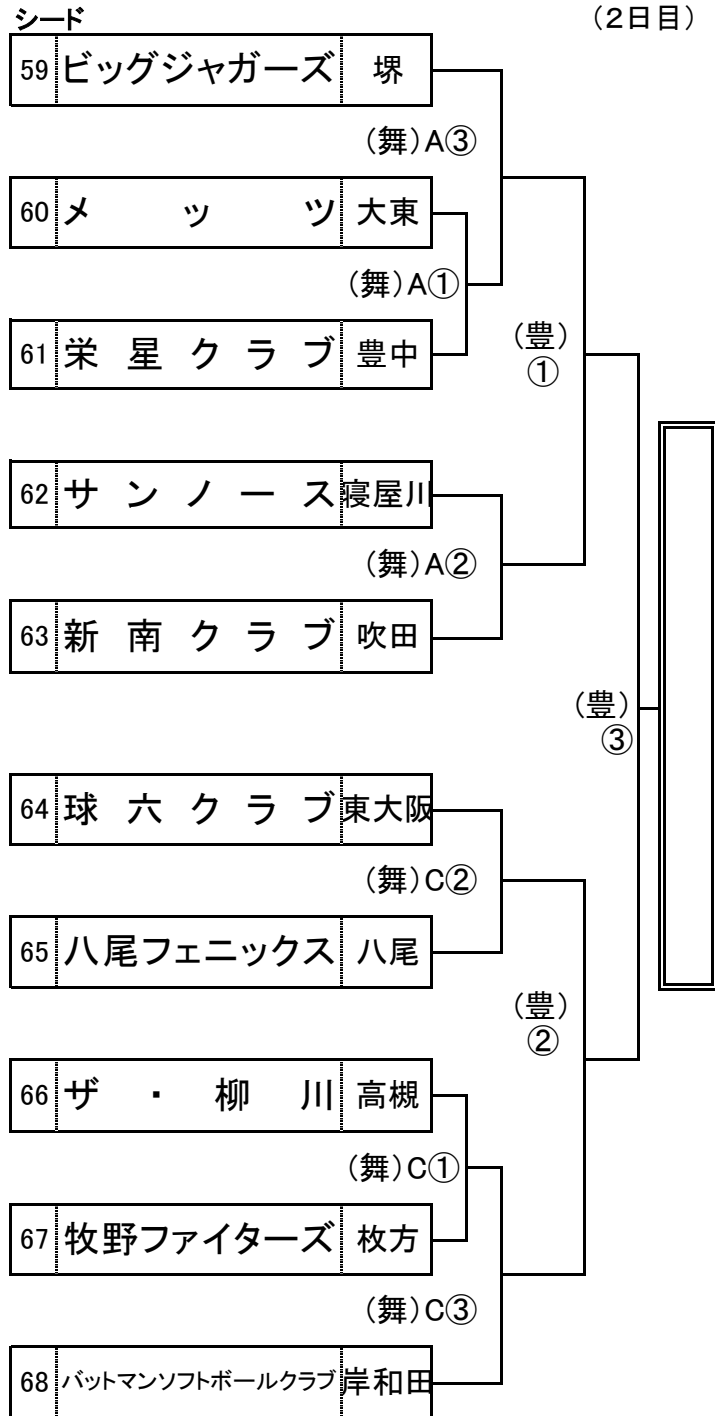 シード
(2日目)
59 ビッグジャガーズ 堺
(舞)A③
60 メッツ 大東
(舞)A①
61 栄星クラブ 豊中
(豊)
①
62 サンノース 寝屋川
(舞)A②
63 新南クラブ 吹田
(豊)
③
64 球六クラブ 東大阪
(舞)C②
65 八尾フェニックス 八尾
(豊)
②
66 ザ・柳川 高槻
(舞)C①
67 牧野ファイターズ 枚方
(舞)C③
68 バットマンソフトボールクラブ 岸和田